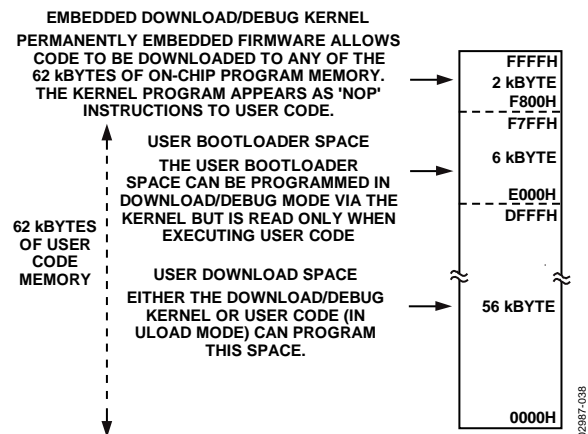 EMBEDDED DOWNLOAD/DEBUG KERNEL
PERMANENTLY EMBEDDED FIRMWARE ALLOWS
CODE TO BE DOWNLOADED TO ANY OF THE
62 kBYTES OF ON-CHIP PROGRAM MEMORY.
THE KERNEL PROGRAM APPEARS AS 'NOP'
INSTRUCTIONS TO USER CODE.
FFFFH
2 kBYTE
F800H
F7FFH
USER BOOTLOADER SPACE
THE USER BOOTLOADER
SPACE CAN BE PROGRAMMED IN
DOWNLOAD/DEBUG MODE VIA THE
KERNEL BUT IS READ ONLY WHEN
EXECUTING USER CODE
6 kBYTE
E000H
DFFFH
62 kBYTES
OF USER
CODE
MEMORY
USER DOWNLOAD SPACE
EITHER THE DOWNLOAD/DEBUG
KERNEL OR USER CODE (IN
ULOAD MODE) CAN PROGRAM
THIS SPACE.
56 kBYTE
0000H
02987-038